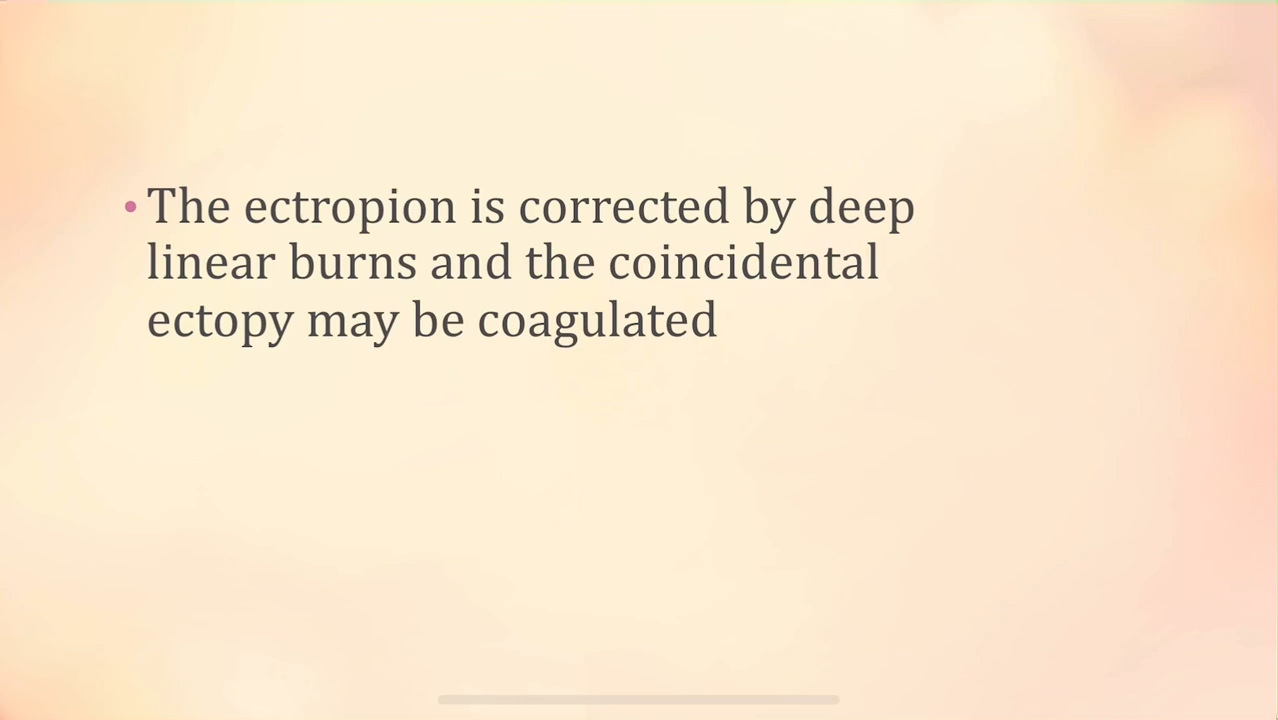 • The ectropion is corrected by deep
linear burns and the coincidental
ectopy may be coagulated